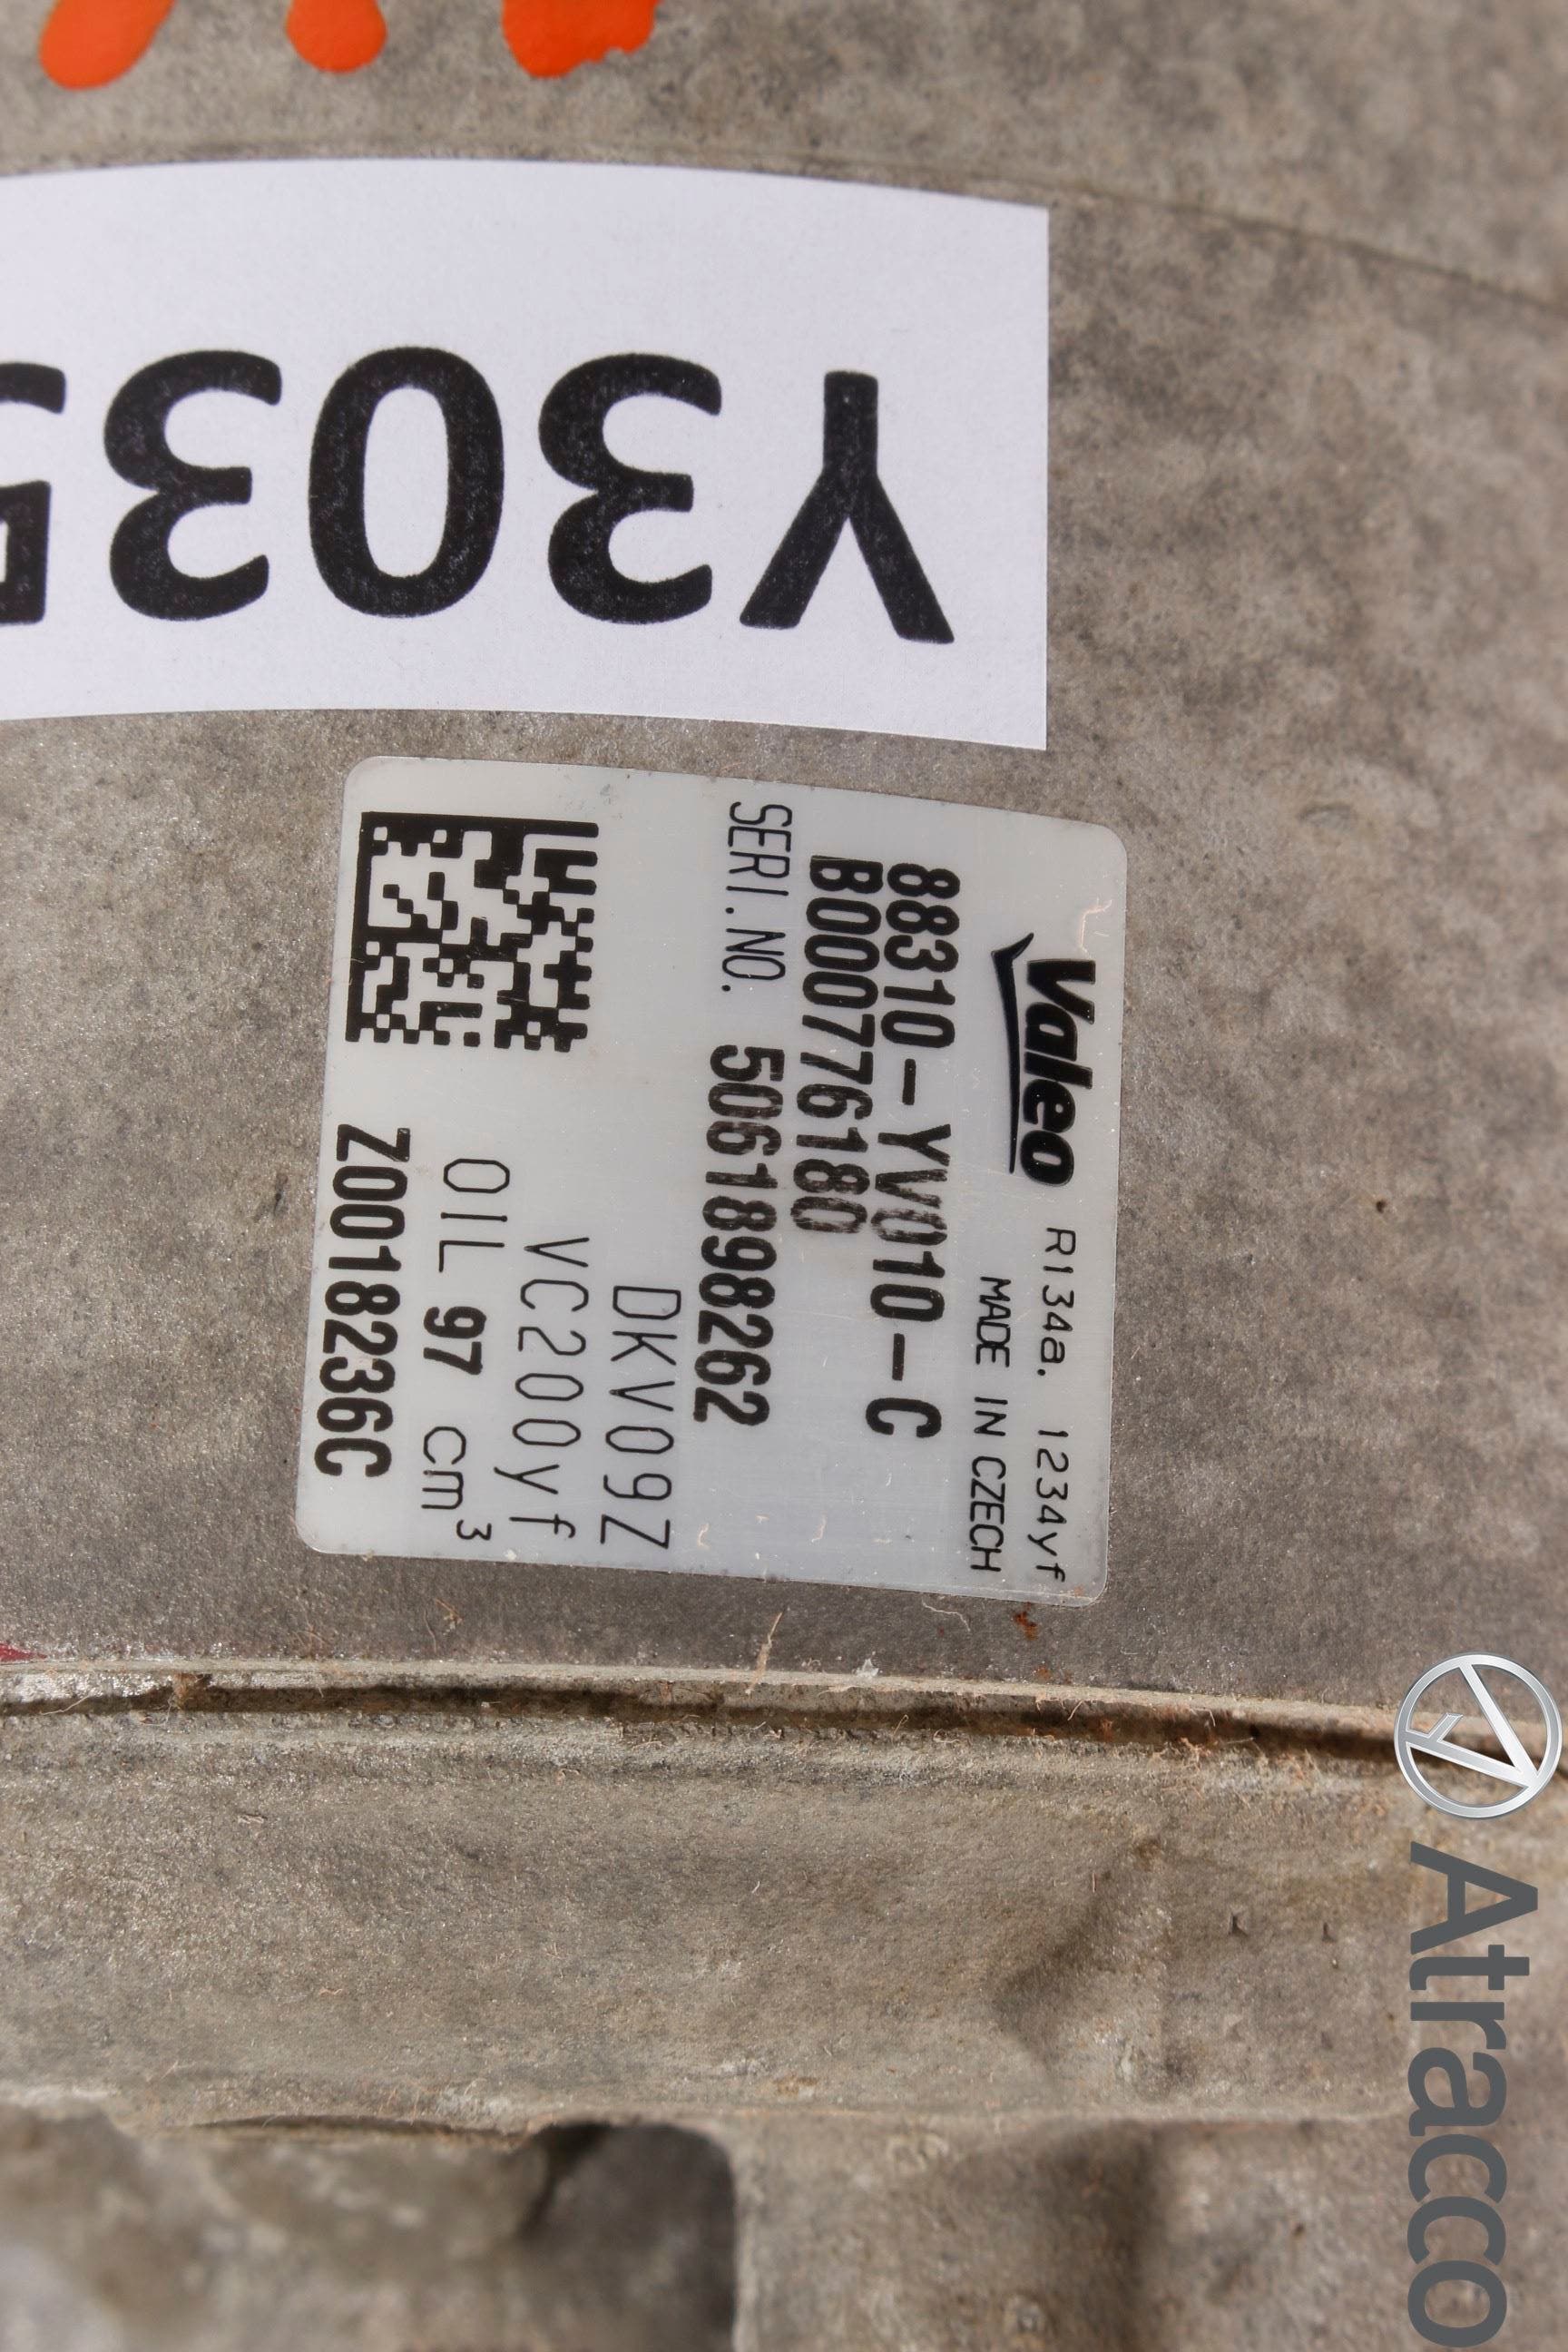 Y035
Valeo R134a. 1234yf
MADE IN CZECH
88310-YV010-C
B000776180
SERI.NO. 5061898262
DKV09Z
VC200yf
OIL 97 cm³
Z0018236C
Atracco